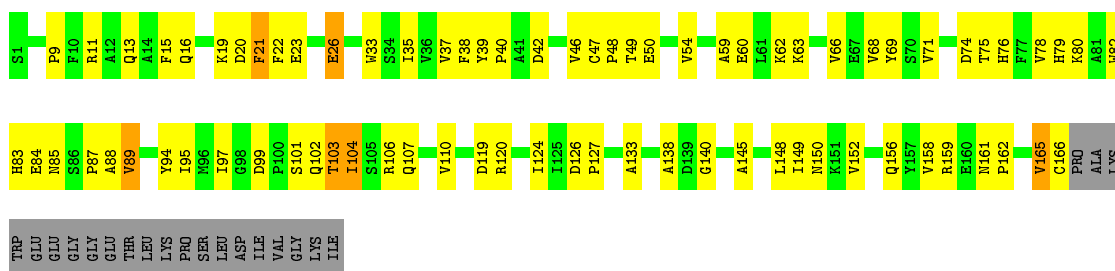 S1 P9 F10 R11 A12 Q13 A14 F15 Q16 K19 D20 F21 F22 E23 E26 W33 S34 I35 V36 V37 F38 Y39 P40 A41 D42 V46 C47 P48 T49 E50 V54 A59 E60 L61 K62 K63 V66 E67 V68 Y69 S70 V71 D74 T75 H76 F77 V78 H79 K80 A81 W82
H83 E84 N85 S86 P87 A88 V89 Y94 I95 M96 I97 G98 D99 P100 S101 Q102 T103 I104 S105 R106 Q107 V110 D119 R120 I124 I125 D126 P127 A133 A138 D139 G140 A145 L148 I149 N150 K151 V152 Q156 Y157 V158 R159 E160 N161 P162 V165 C166 PRO ALA LYS
TRP GLU GLU GLY GLY GLU THR LEU LYS PRO SER LEU ASP ILE VAL GLY LYS ILE